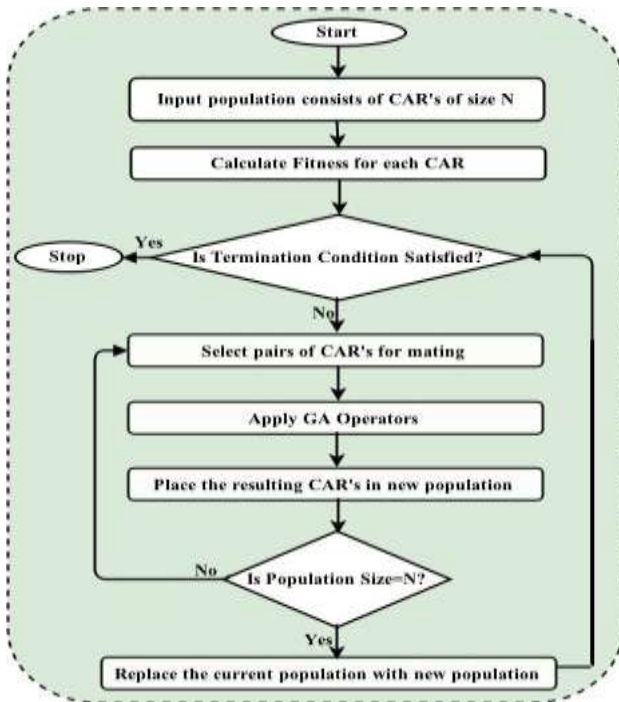 Start
Input population consists of CAR's of size N
Calculate Fitness for each CAR
Yes
Stop
Is Termination Condition Satisfied?
No
Select pairs of CAR's for mating
Apply GA Operators
Place the resulting CAR's in new population
No
Is Population Size=N?
Yes
Replace the current population with new population